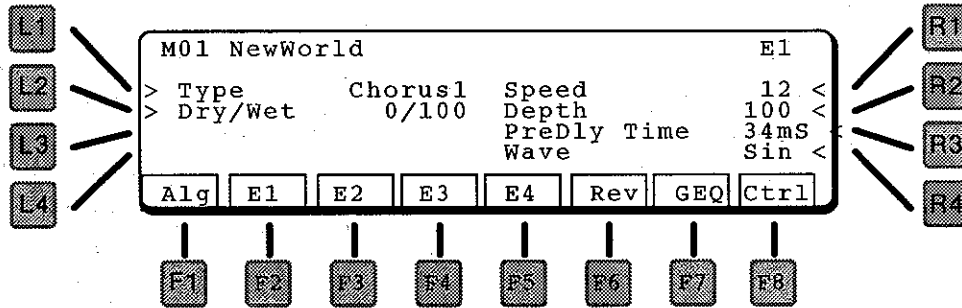 L1
L2
L3
L4
M01 NewWorld E1
> Type Chorus1 Speed 12 <
> Dry/Wet 0/100 Depth 100 <
PreDly Time 34mS <
Wave Sin <
Alg E1 E2 E3 E4 Rev GEQ Ctrl
F1 F2 F3 F4 F5 F6 F7 F8
R1
R2
R3
R4